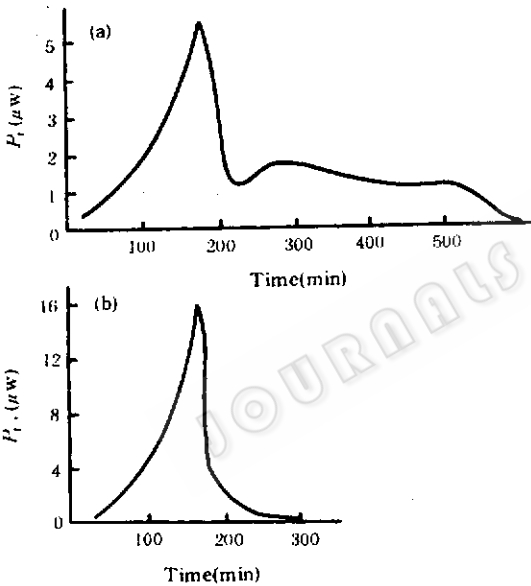 (a)
P_t (μw)
5
4
3
2
1
0
100 200 300 400 500
Time(min)
(b)
P_t, (μw)
16
12
8
4
0
100 200 300
Time(min)
JOURNALS